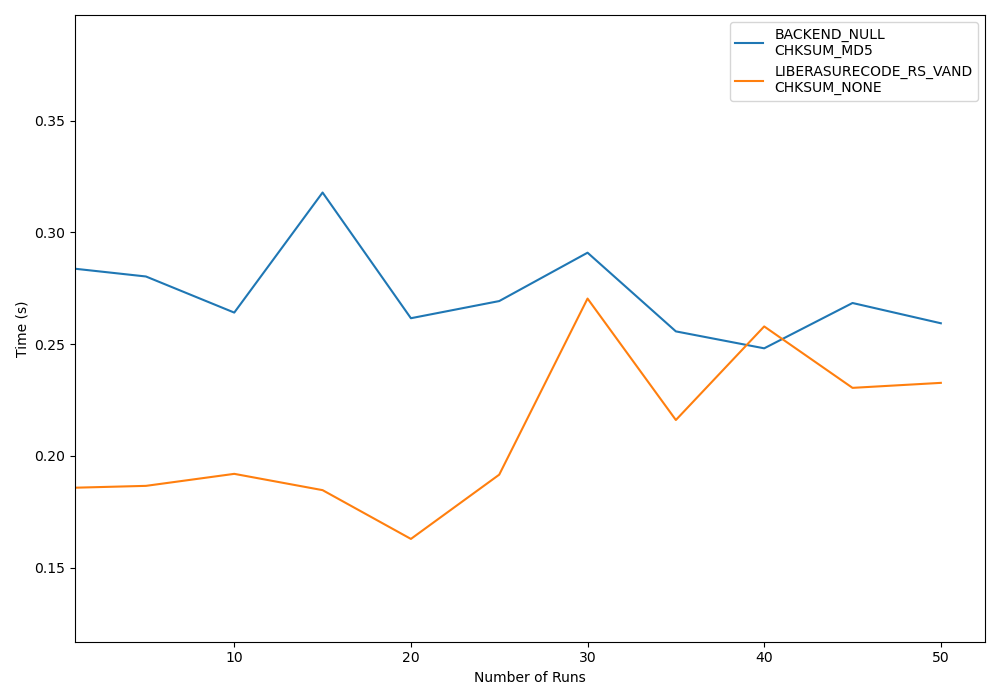 BACKEND_NULL
CHKSUM_MD5
LIBERASURECODE_RS_VAND
CHKSUM_NONE
0.35
0.30
0.25
0.20
0.15
Time (s)
10 20 30 40 50
Number of Runs